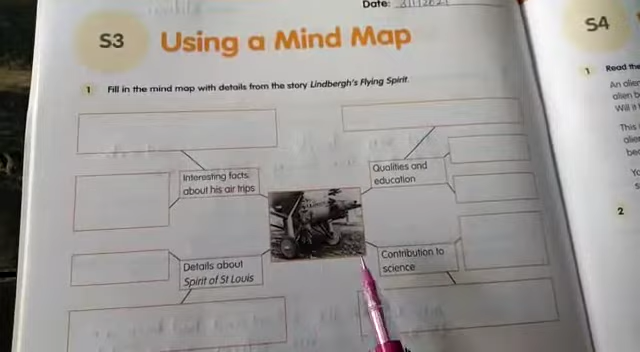 Date:
S3 Using a Mind Map
1 Fill in the mind map with details from the story Lindbergh's Flying Spirit.
Interesting facts
about his air trips
Qualities and
education
Details about
Spirit of St Louis
Contribution to
science
S4
1 Read the
An alien
alien b
Will it
This
alie
bec
Yo
s
2